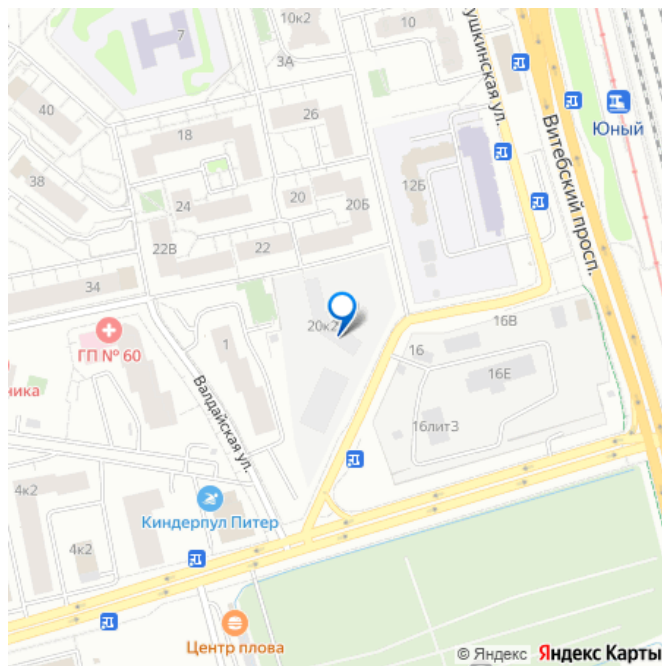 7
10к2
10
ушкинская ул.
3А
40
18
26
Юный
Витебский просп.
38
12Б
24
20
20Б
22В
22
34
20к2
16В
ГП № 60
1
16
16Е
ника
Валдайская ул.
16лит3
4к2
Киндерпул Питер
4к2
Центр плова
© Яндекс Яндекс Карты